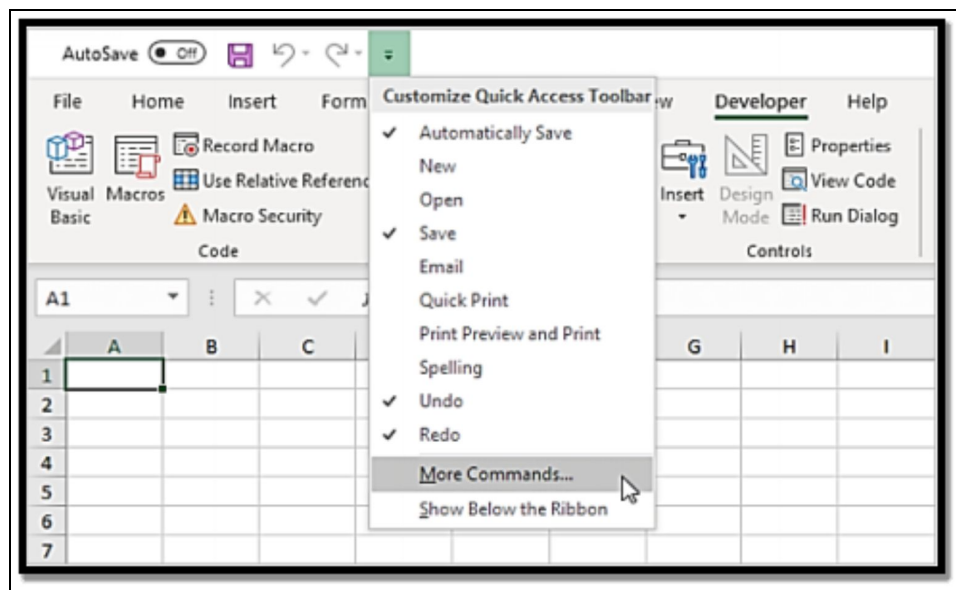 AutoSave Off
File Home Insert Form
Customize Quick Access Toolbar
ew Developer Help
Visual Basic
Macros
Record Macro
Use Relative Referenc
Macro Security
Code
Automatically Save
New
Open
Save
Email
Quick Print
Print Preview and Print
Spelling
Undo
Redo
More Commands...
Show Below the Ribbon
Insert
Design Mode
Properties
View Code
Run Dialog
Controls
A1
A B C G H I
1
2
3
4
5
6
7